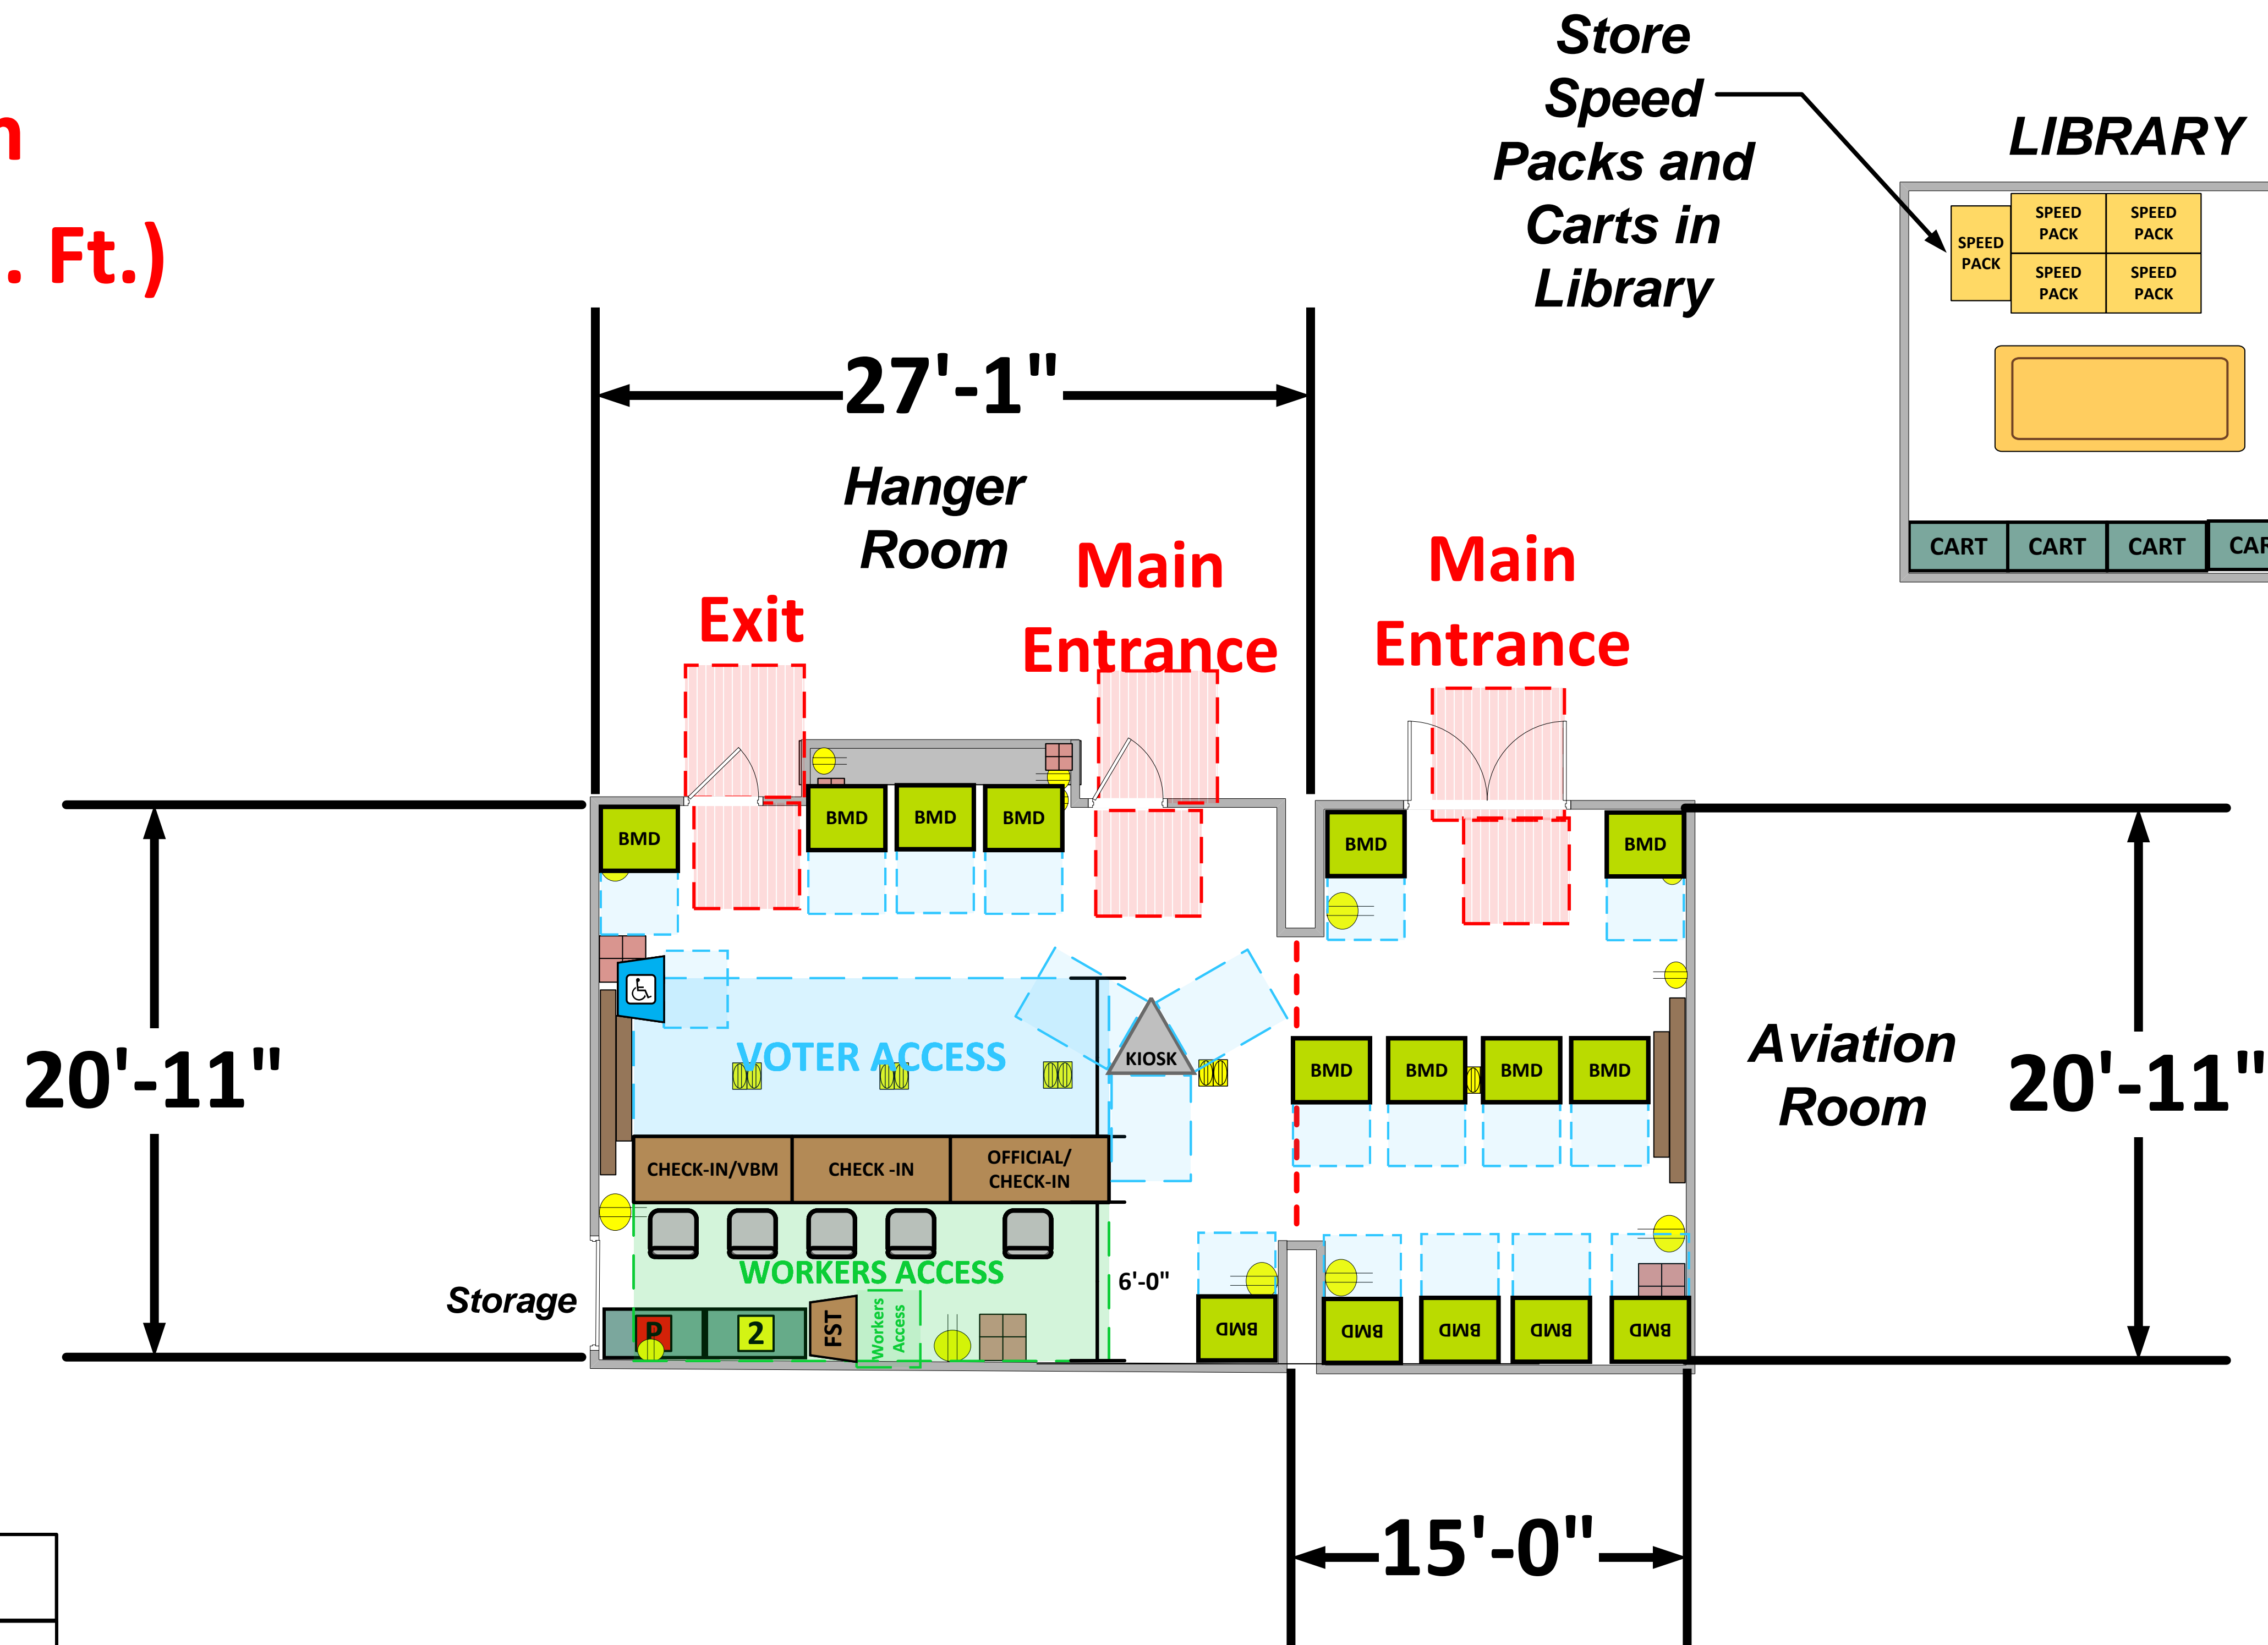 n
. Ft.)
Store
Speed
Packs and
Carts in
Library
LIBRARY
SPEED
PACK
SPEED
PACK
SPEED
PACK
SPEED
PACK
SPEED
PACK
CART
CART
CART
CAR
27'-1"
Hanger
Room
Exit
Main
Entrance
Main
Entrance
BMD
BMD
BMD
BMD
BMD
BMD
20'-11"
VOTER ACCESS
KIOSK
BMD
BMD
BMD
BMD
Aviation
Room
20'-11"
CHECK-IN/VBM
CHECK -IN
OFFICIAL/
CHECK-IN
WORKERS ACCESS
6'-0"
Storage
P
2
FST
Workers
Access
BMD
BMD
BMD
BMD
BMD
15'-0"